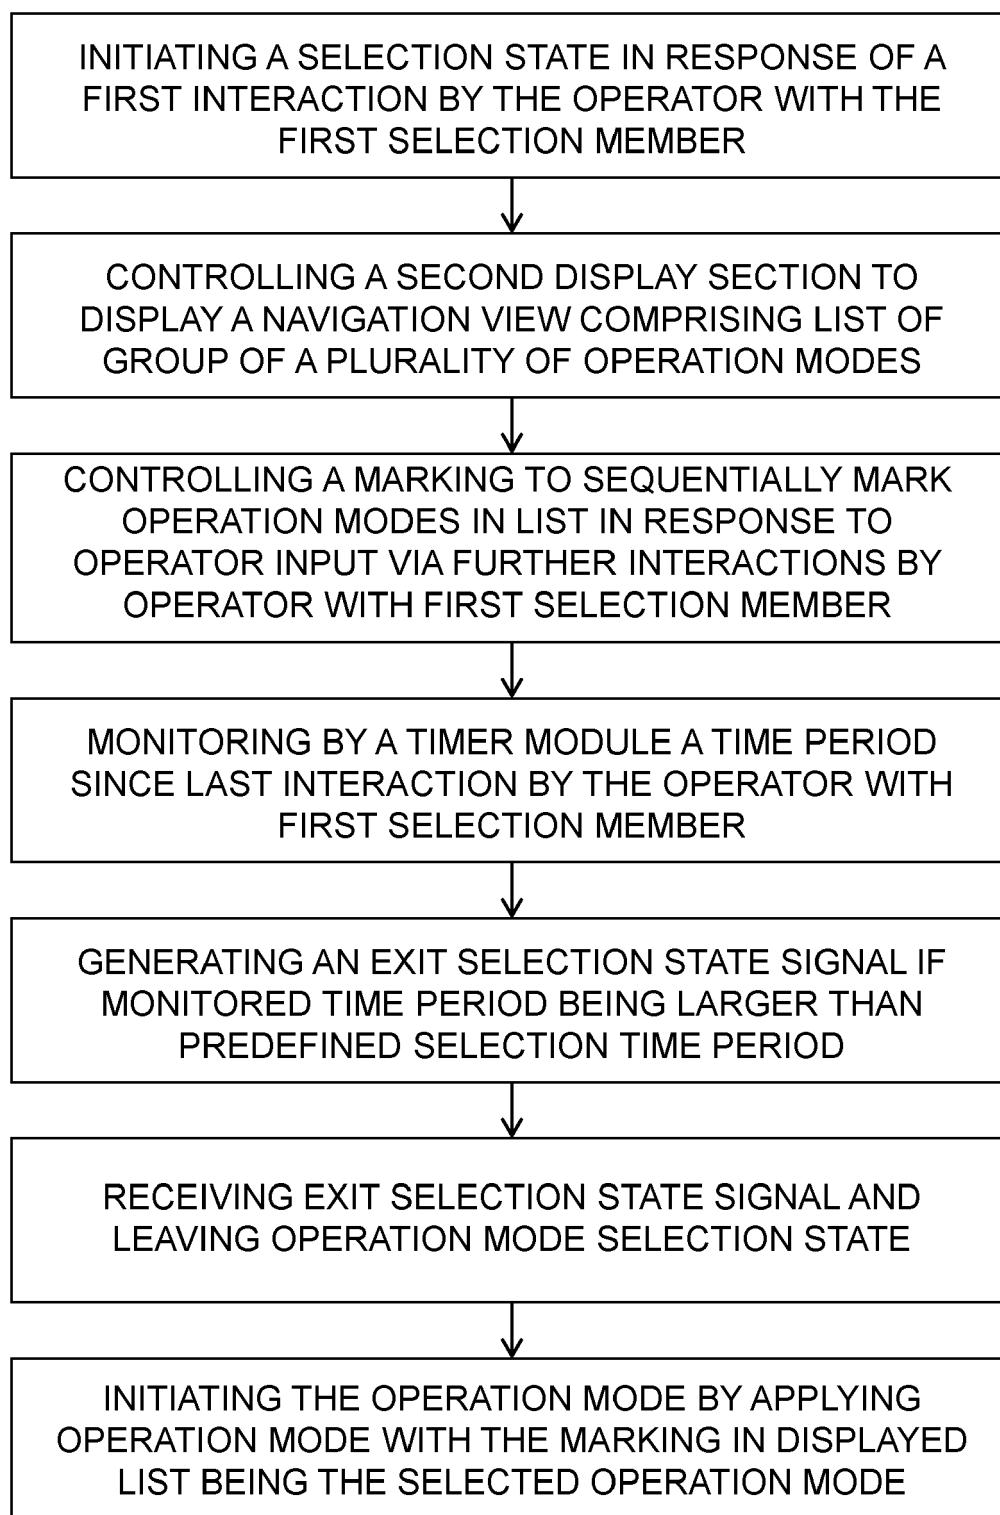 INITIATING A SELECTION STATE IN RESPONSE OF A
FIRST INTERACTION BY THE OPERATOR WITH THE
FIRST SELECTION MEMBER
CONTROLLING A SECOND DISPLAY SECTION TO
DISPLAY A NAVIGATION VIEW COMPRISING LIST OF
GROUP OF A PLURALITY OF OPERATION MODES
CONTROLLING A MARKING TO SEQUENTIALLY MARK
OPERATION MODES IN LIST IN RESPONSE TO
OPERATOR INPUT VIA FURTHER INTERACTIONS BY
OPERATOR WITH FIRST SELECTION MEMBER
MONITORING BY A TIMER MODULE A TIME PERIOD
SINCE LAST INTERACTION BY THE OPERATOR WITH
FIRST SELECTION MEMBER
GENERATING AN EXIT SELECTION STATE SIGNAL IF
MONITORED TIME PERIOD BEING LARGER THAN
PREDEFINED SELECTION TIME PERIOD
RECEIVING EXIT SELECTION STATE SIGNAL AND
LEAVING OPERATION MODE SELECTION STATE
INITIATING THE OPERATION MODE BY APPLYING
OPERATION MODE WITH THE MARKING IN DISPLAYED
LIST BEING THE SELECTED OPERATION MODE